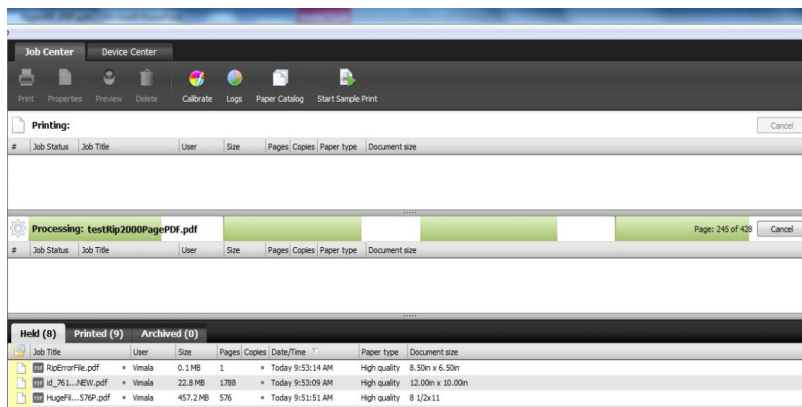 Job Center Device Center
Print Properties Preview Delete Calibrate Logs Paper Catalog Start Sample Print
Printing: Cancel
# Job Status Job Title User Size Pages Copies Paper type Document size
Processing: testRip2000PagePDF.pdf Page: 245 of 428 Cancel
# Job Status Job Title User Size Pages Copies Paper type Document size
Held (8) Printed (9) Archived (0)
Job Title User Size Pages Copies Date/Time Paper type Document size
PDF RipErrorFile.pdf Vimala 0.1 MB 1 Today 9:53:14 AM High quality 8.50in x 6.50in
PDF id_761...NEW.pdf Vimala 22.8 MB 1788 Today 9:53:09 AM High quality 12.00in x 10.00in
PDF HugeFil...576P.pdf Vimala 457.2 MB 576 Today 9:51:51 AM High quality 8 1/2x11